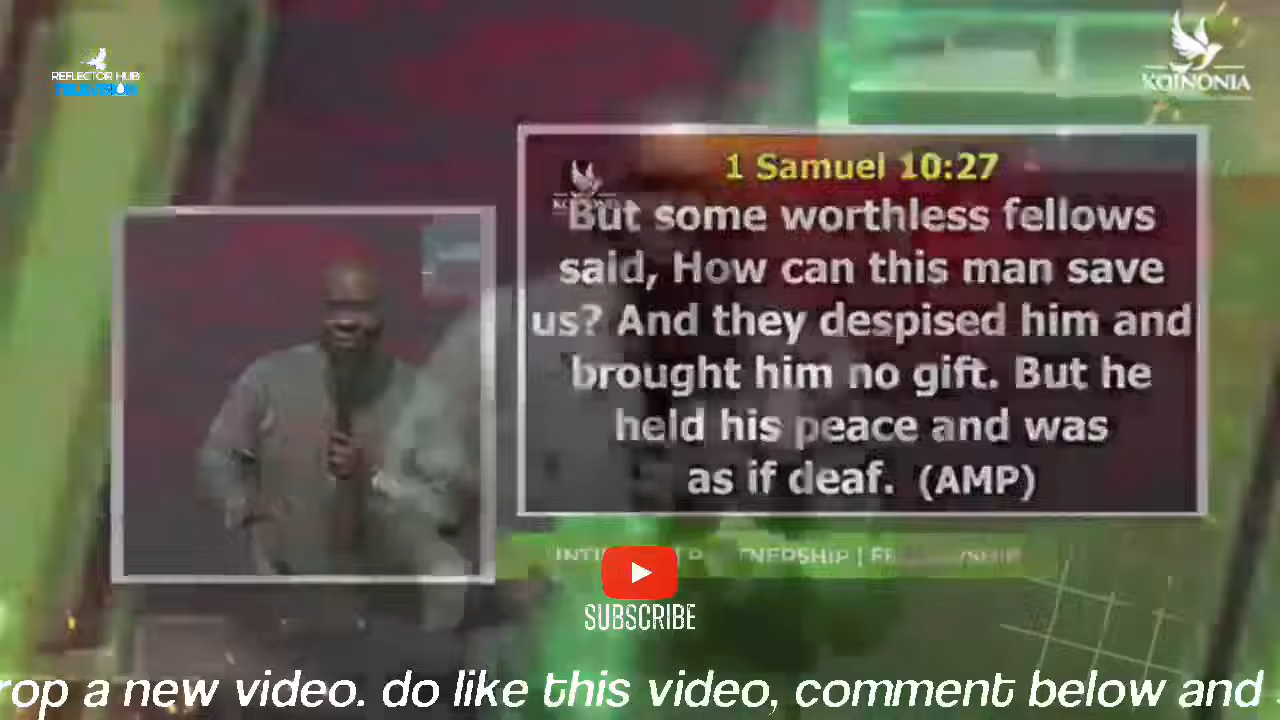 REFLECTOR HUB
TELEVISION
KOINONIA
1 Samuel 10:27
But some worthless fellows
said, How can this man save
us? And they despised him and
brought him no gift. But he
held his peace and was
as if deaf. (AMP)
SUBSCRIBE
rop a new video. do like this video, comment below and